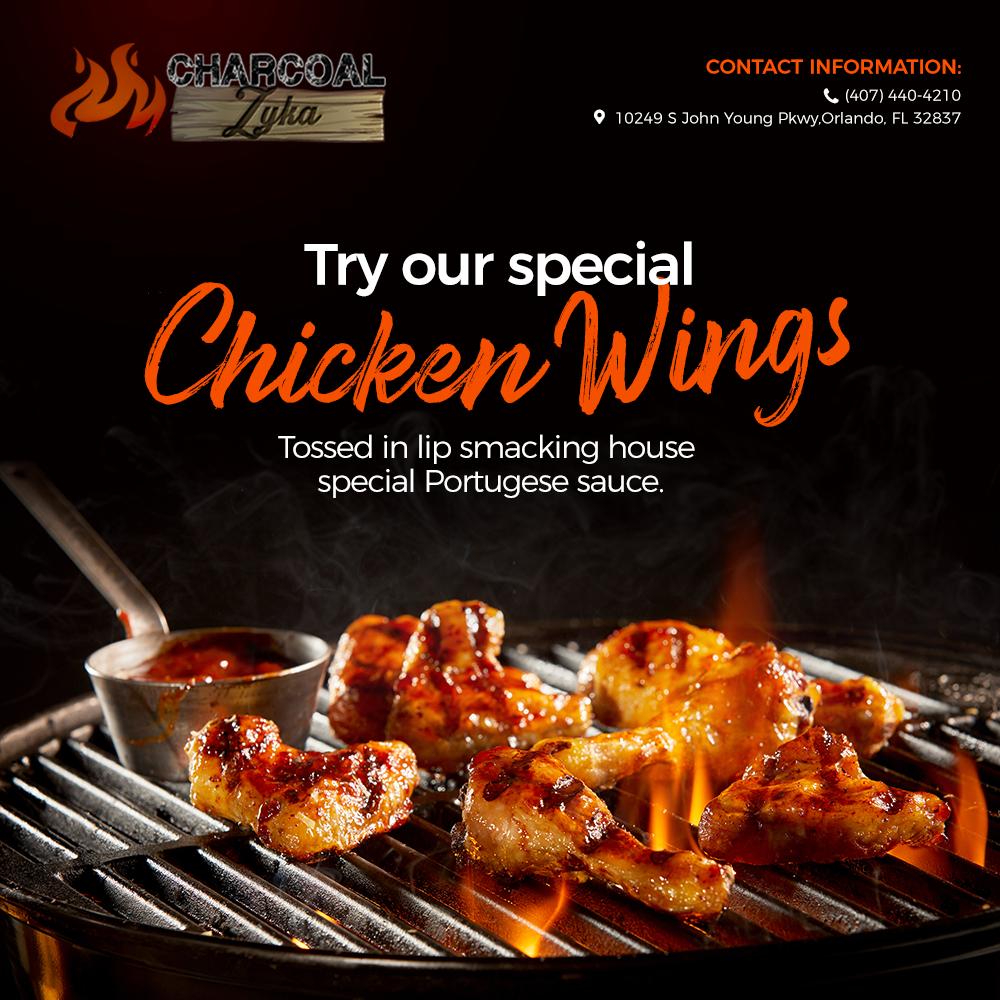 CHARCOAL
Zyka
CONTACT INFORMATION:
(407) 440-4210
10249 S John Young Pkwy,Orlando, FL 32837
Try our special
Chicken Wings
Tossed in lip smacking house
special Portugese sauce.